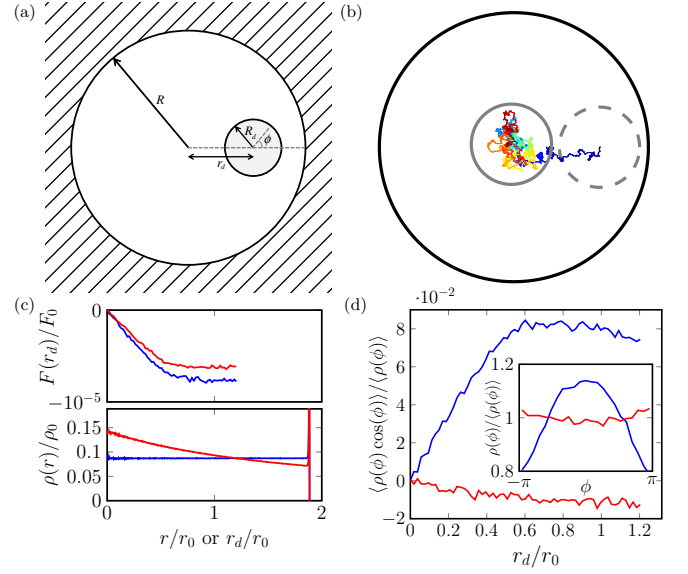 (a)
R
R_d
ϕ
r_d
(b)
(c)
F(r_d)/F_0
0
−10^{−5}
ρ(r)/ρ_0
0.15
0.1
0.05
0
0
1
2
r/r_0 or r_d/r_0
(d)
·10^{−2}
⟨ρ(ϕ) cos(ϕ)⟩/⟨ρ(ϕ)⟩
8
6
4
2
0
−2
0
0.2
0.4
0.6
0.8
1
1.2
r_d/r_0
ρ(ϕ)/⟨ρ(ϕ)⟩
1.2
1
0.8
−π
ϕ
π